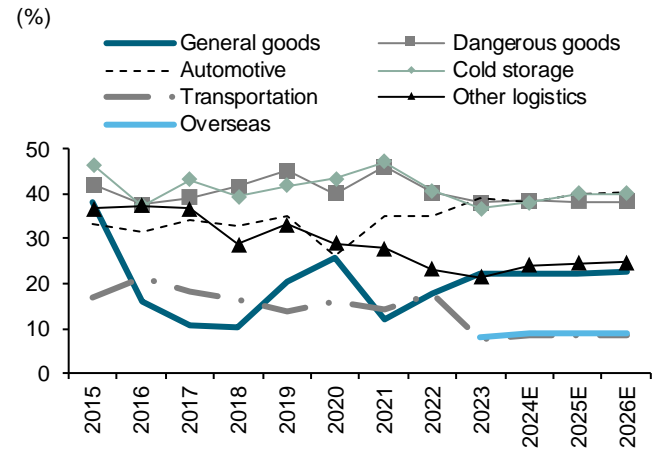 (%)
General goods
Dangerous goods
Automotive
Cold storage
Transportation
Other logistics
Overseas
50
40
30
20
10
0
2015
2016
2017
2018
2019
2020
2021
2022
2023
2024E
2025E
2026E